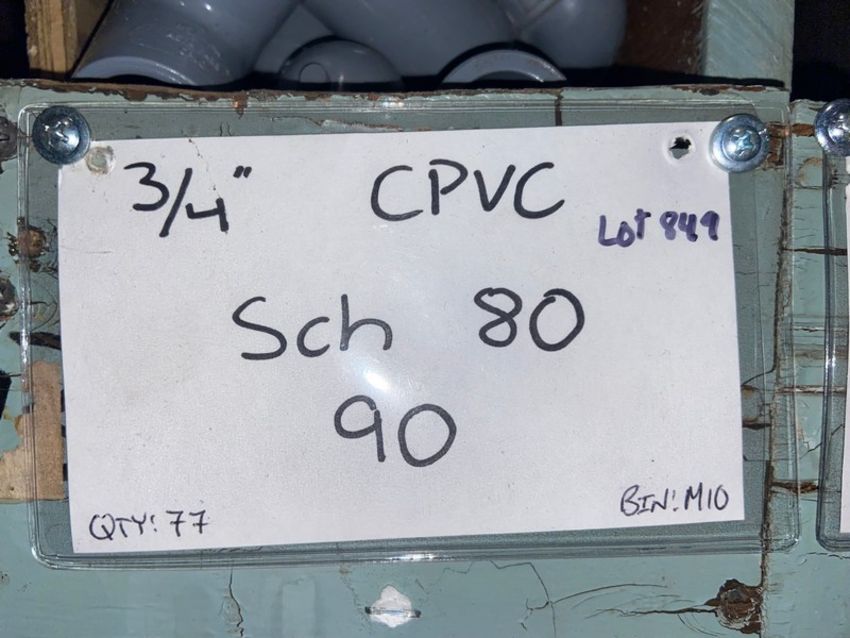 3/4" CPVC
Lot 849
Sch 80
90
QTY: 77 BIN: M10